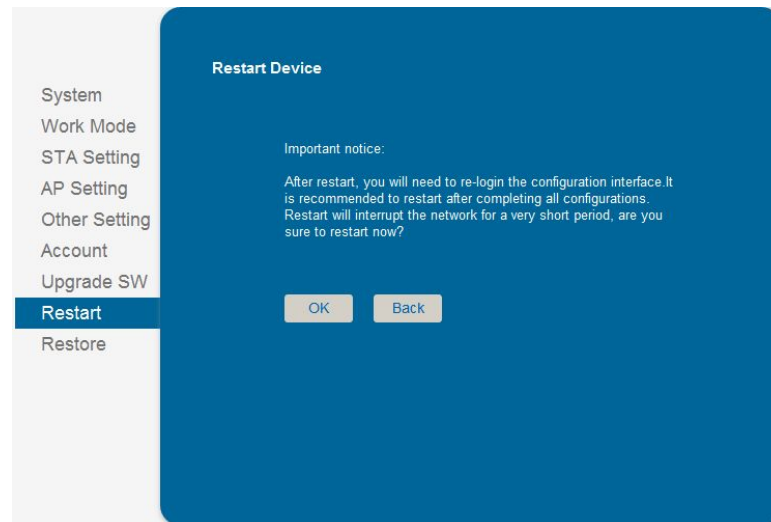 Restart Device
System
Work Mode
STA Setting
AP Setting
Other Setting
Account
Upgrade SW
Restart
Restore
Important notice:
After restart, you will need to re-login the configuration interface.It
is recommended to restart after completing all configurations.
Restart will interrupt the network for a very short period, are you
sure to restart now?
OK Back